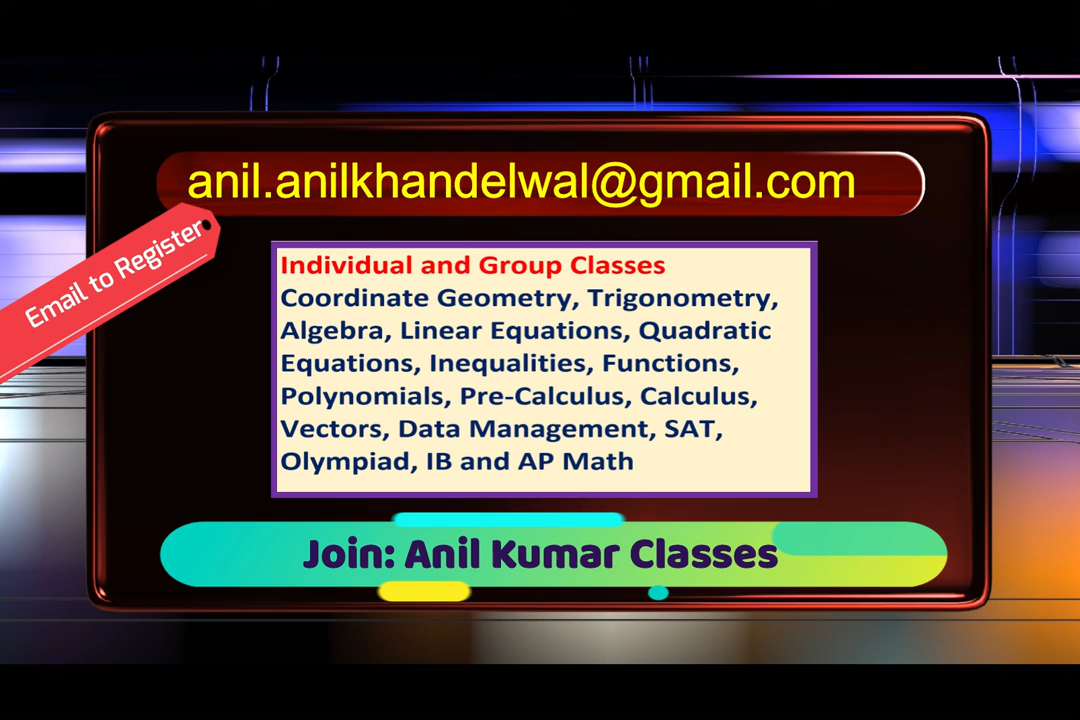 anil.anilkhandelwal@gmail.com
Email to Register
Individual and Group Classes
Coordinate Geometry, Trigonometry,
Algebra, Linear Equations, Quadratic
Equations, Inequalities, Functions,
Polynomials, Pre-Calculus, Calculus,
Vectors, Data Management, SAT,
Olympiad, IB and AP Math
Join: Anil Kumar Classes